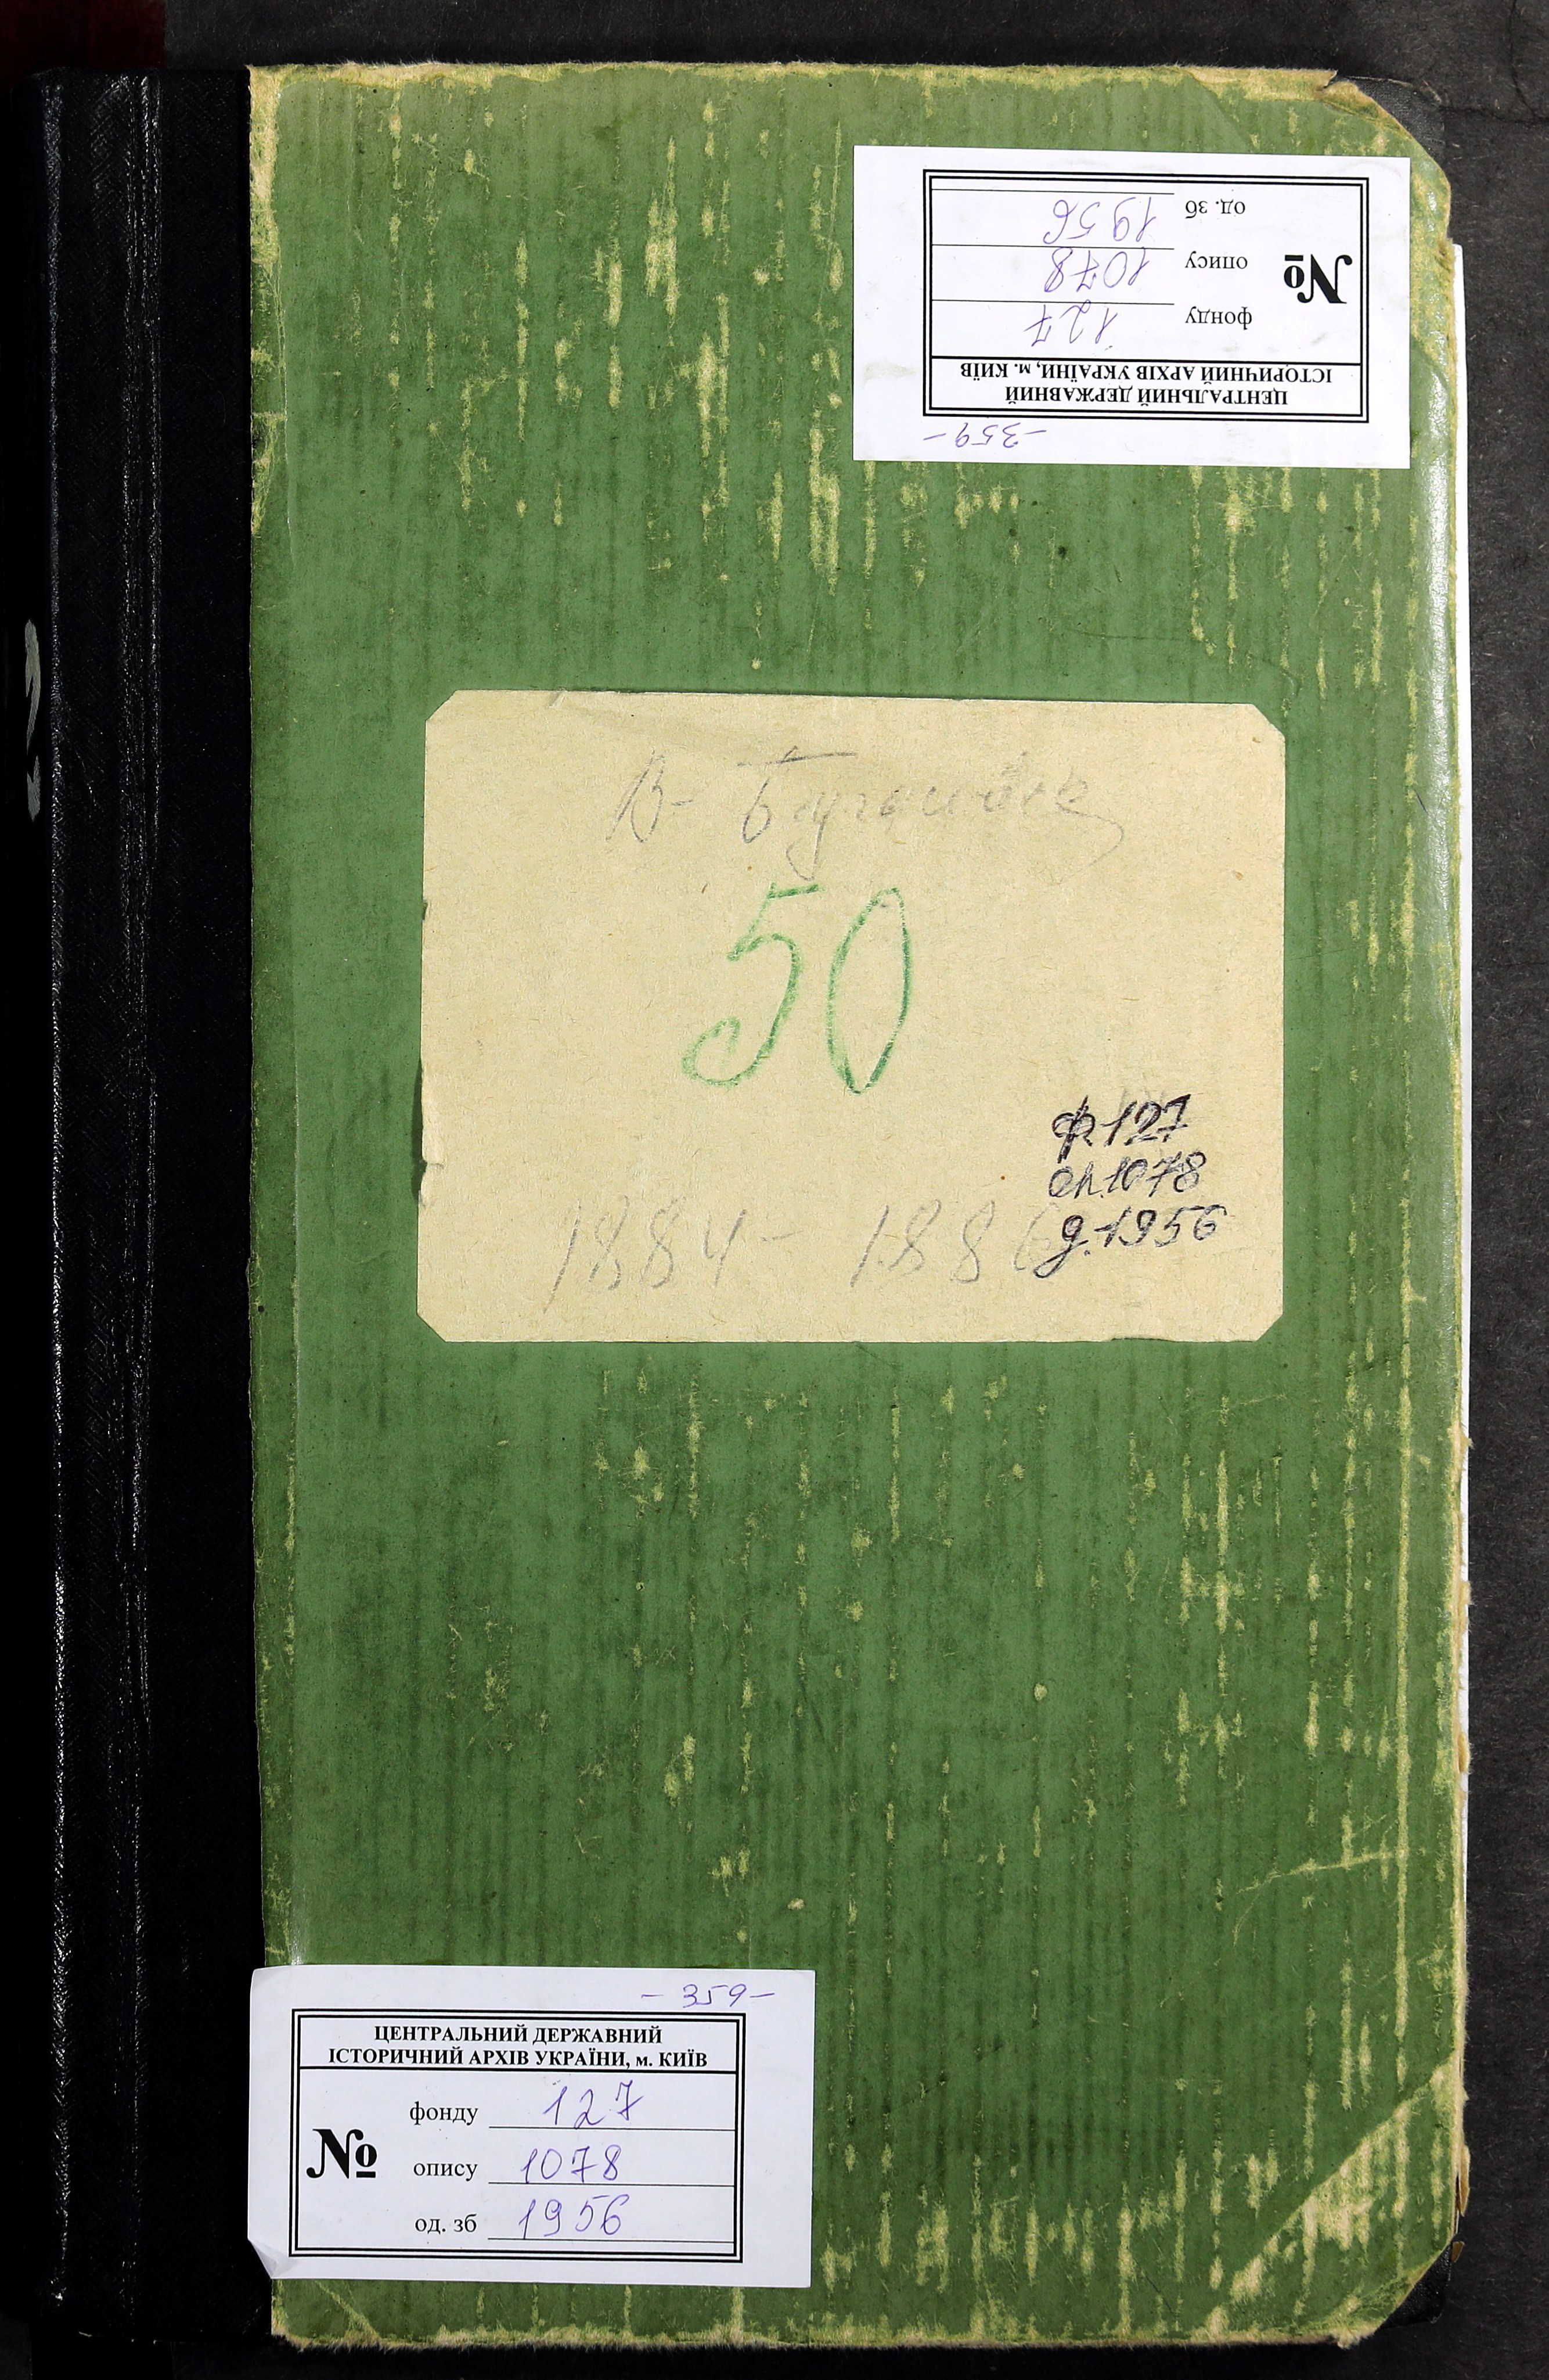 -359-
ЦЕНТРАЛЬНИЙ ДЕРЖАВНИЙ
ІСТОРИЧНИЙ АРХІВ УКРАЇНИ, м. КИЇВ
№
фонду 127
опису 1078
од. зб 1956
В-
50
ф. 127
оп. 1078
д. 1956
1884- 1886
-359-
ЦЕНТРАЛЬНИЙ ДЕРЖАВНИЙ
ІСТОРИЧНИЙ АРХІВ УКРАЇНИ, м. КИЇВ
№
фонду 127
опису 1078
од. зб 1956